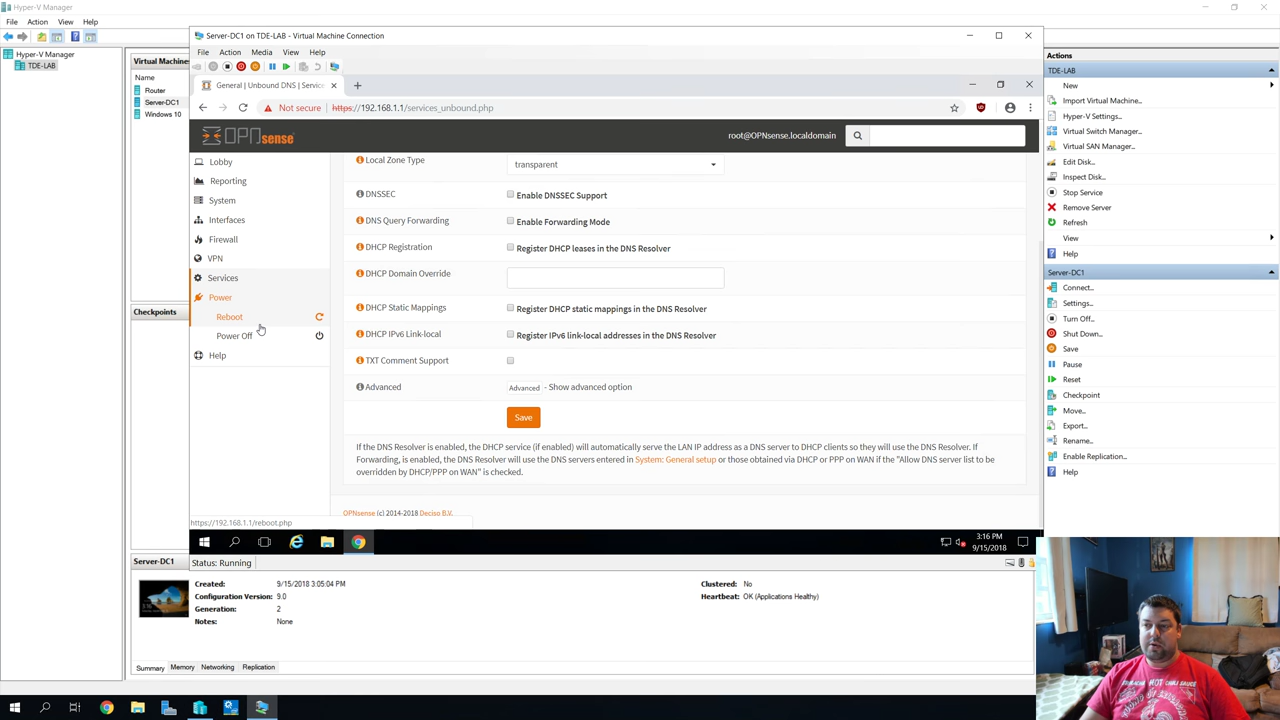 Hyper-V Manager
File Action View Help
Hyper-V Manager
TDE-LAB
Virtual Machine
Name
Router
Server-DC1
Windows 10
Checkpoints
Server-DC1 on TDE-LAB - Virtual Machine Connection
File Action Media View Help
General | Unbound DNS | Service
Not secure https://192.168.1.1/services_unbound.php
OPNsense
root@OPNsense.localdomain
Lobby
Reporting
System
Interfaces
Firewall
VPN
Services
Power
Reboot
Power Off
Help
Local Zone Type transparent
DNSSEC Enable DNSSEC Support
DNS Query Forwarding Enable Forwarding Mode
DHCP Registration Register DHCP leases in the DNS Resolver
DHCP Domain Override
DHCP Static Mappings Register DHCP static mappings in the DNS Resolver
DHCP IPv6 Link-local Register IPv6 link-local addresses in the DNS Resolver
TXT Comment Support
Advanced Advanced - Show advanced option
Save
If the DNS Resolver is enabled, the DHCP service (if enabled) will automatically serve the LAN IP address as a DNS server to DHCP clients so they will use the DNS Resolver. If
Forwarding, is enabled, the DNS Resolver will use the DNS servers entered in System: General setup or those obtained via DHCP or PPP on WAN if the "Allow DNS server list to be
overridden by DHCP/PPP on WAN" is checked.
OPNsense (c) 2014-2018 Deciso B.V.
https://192.168.1.1/reboot.php
3:16 PM
9/15/2018
Status: Running
Server-DC1
Created: 9/15/2018 3:05:04 PM Clustered: No
Configuration Version: 9.0 Heartbeat: OK (Applications Healthy)
Generation: 2
Notes: None
Summary Memory Networking Replication
Actions
TDE-LAB
New
Import Virtual Machine...
Hyper-V Settings...
Virtual Switch Manager...
Virtual SAN Manager...
Edit Disk...
Inspect Disk...
Stop Service
Remove Server
Refresh
View
Help
Server-DC1
Connect...
Settings...
Turn Off...
Shut Down...
Save
Pause
Reset
Checkpoint
Move...
Export...
Rename...
Enable Replication...
Help